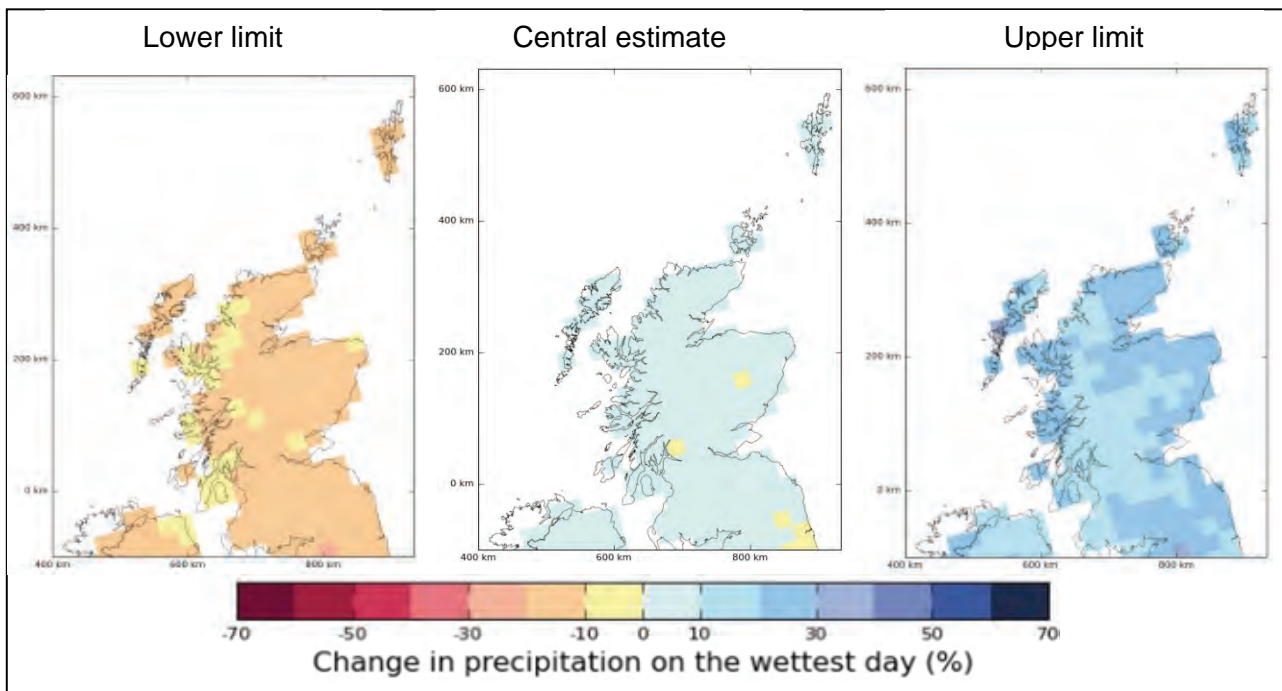 Lower limit
Central estimate
Upper limit
600 km
400 km
200 km
0 km
400 km 600 km 800 km
600 km
400 km
200 km
0 km
400 km 600 km 800 km
600 km
400 km
200 km
0 km
400 km 600 km 800 km
-70 -50 -30 -10 0 10 30 50 70
Change in precipitation on the wettest day (%)